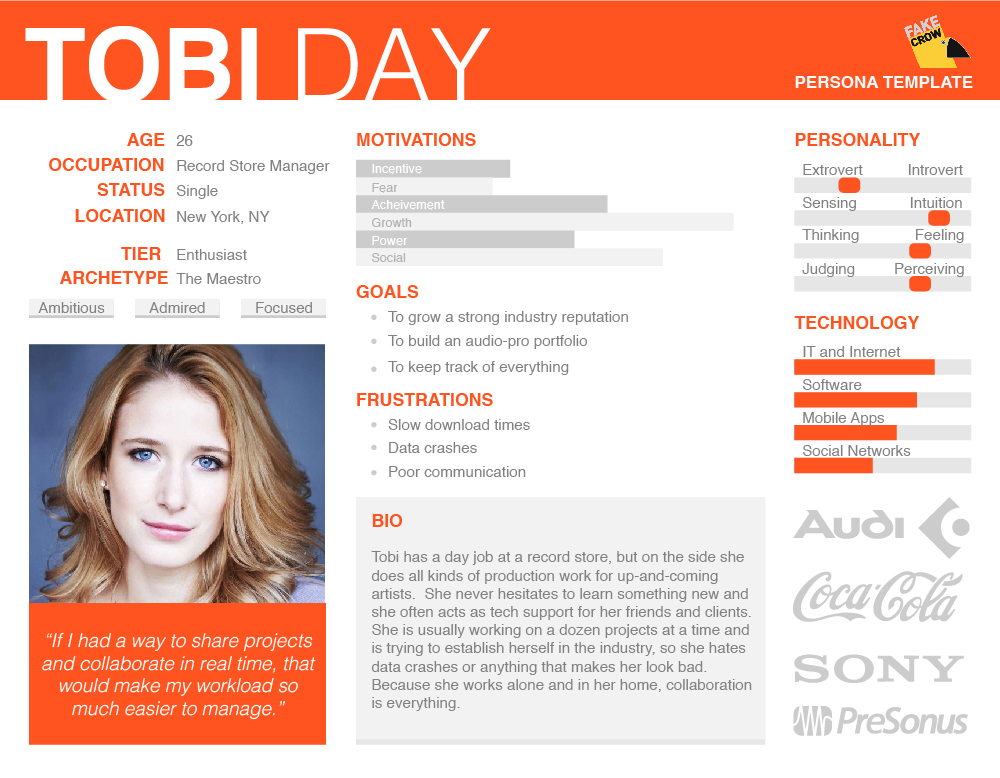 TOBI DAY
FAKE
CROW
PERSONA TEMPLATE
AGE 26
OCCUPATION Record Store Manager
STATUS Single
LOCATION New York, NY
TIER Enthusiast
ARCHETYPE The Maestro
Ambitious Admired Focused
“If I had a way to share projects
and collaborate in real time, that
would make my workload so
much easier to manage.”
MOTIVATIONS
Incentive
Fear
Acheivement
Growth
Power
Social
GOALS
To grow a strong industry reputation
To build an audio-pro portfolio
To keep track of everything
FRUSTRATIONS
Slow download times
Data crashes
Poor communication
BIO
Tobi has a day job at a record store, but on the side she
does all kinds of production work for up-and-coming
artists.  She never hesitates to learn something new and
she often acts as tech support for her friends and clients.
She is usually working on a dozen projects at a time and
is trying to establish herself in the industry, so she hates
data crashes or anything that makes her look bad.
Because she works alone and in her home, collaboration
is everything.
PERSONALITY
Extrovert Introvert
Sensing Intuition
Thinking Feeling
Judging Perceiving
TECHNOLOGY
IT and Internet
Software
Mobile Apps
Social Networks
Audi
Coca-Cola
SONY
PreSonus